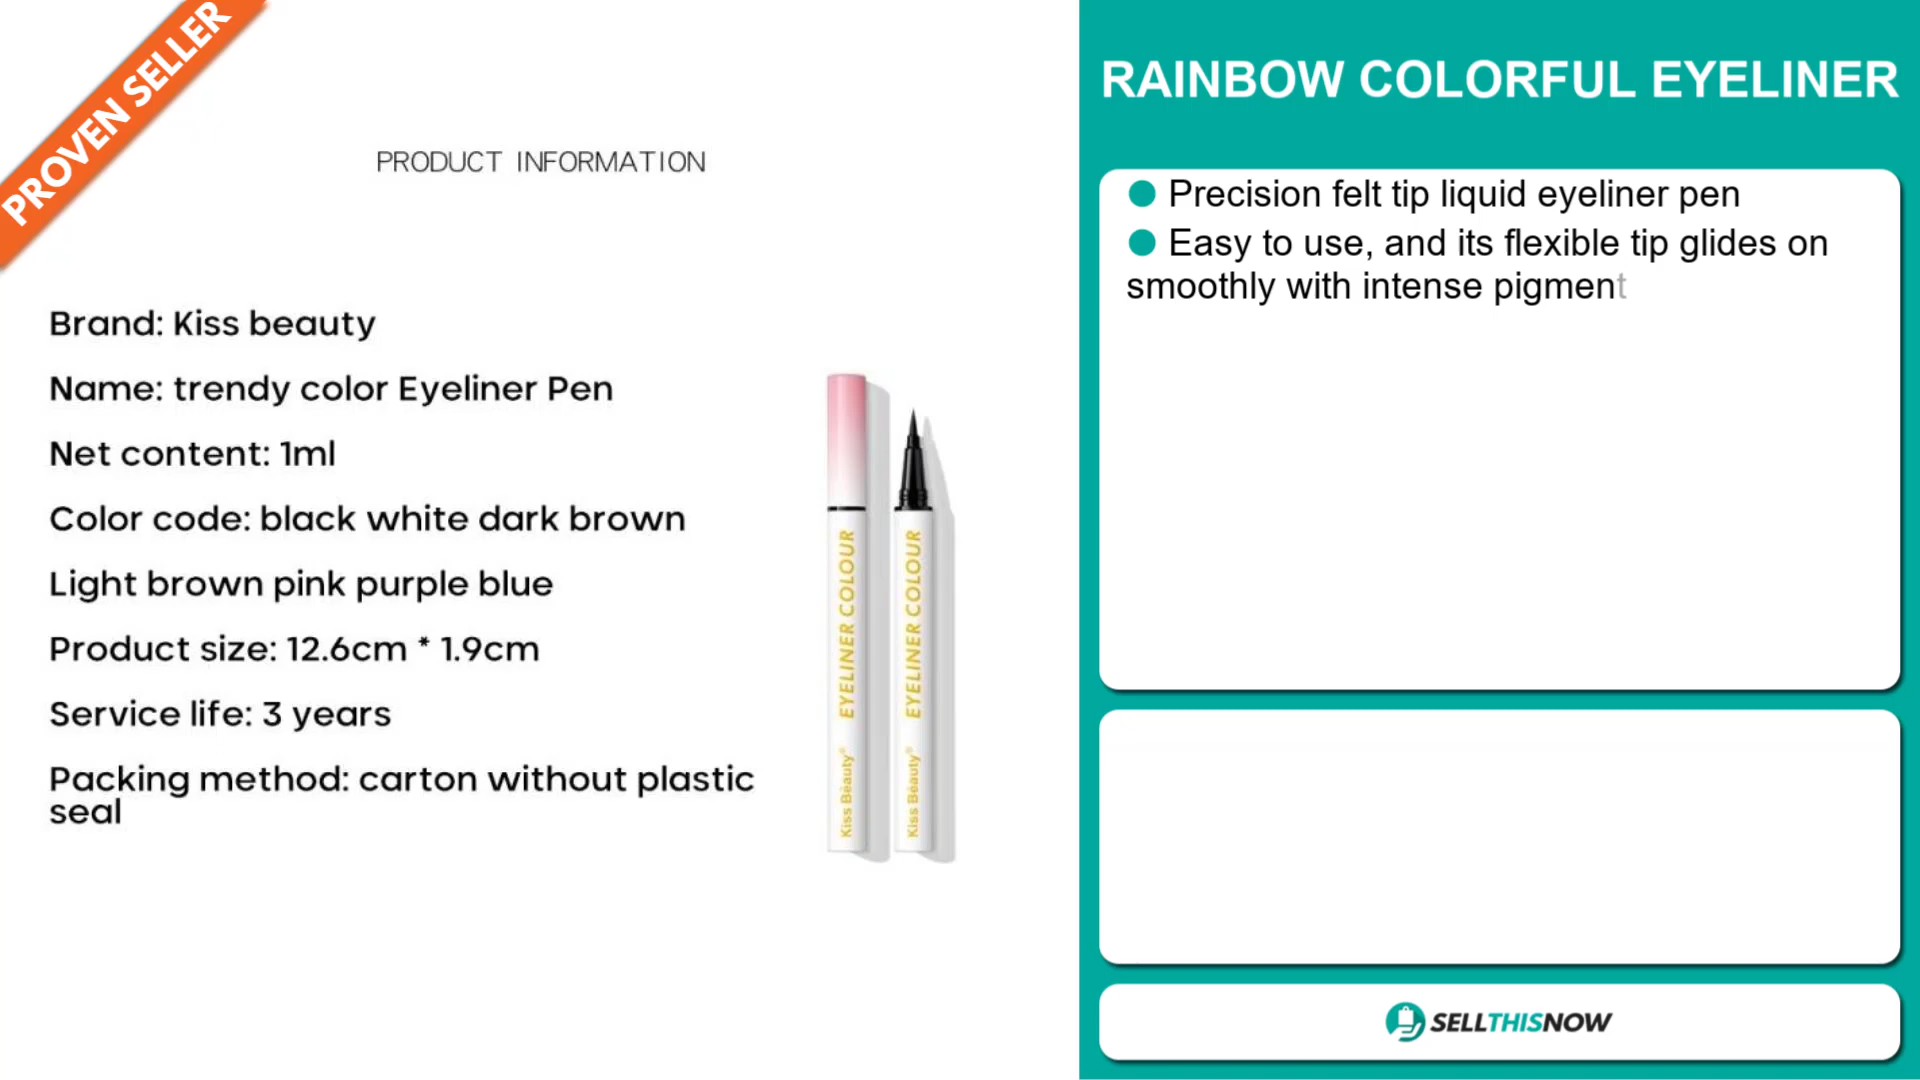 PROVEN SELLER
PRODUCT INFORMATION
Brand: Kiss beauty
Name: trendy color Eyeliner Pen
Net content: 1ml
Color code: black white dark brown
Light brown pink purple blue
Product size: 12.6cm * 1.9cm
Service life: 3 years
Packing method: carton without plastic
seal
EYELINER COLOUR
Kiss Beauty®
EYELINER COLOUR
Kiss Beauty®
RAINBOW COLORFUL EYELINER
● Precision felt tip liquid eyeliner pen
● Easy to use, and its flexible tip glides on
smoothly with intense pigment
SELLTHISNOW